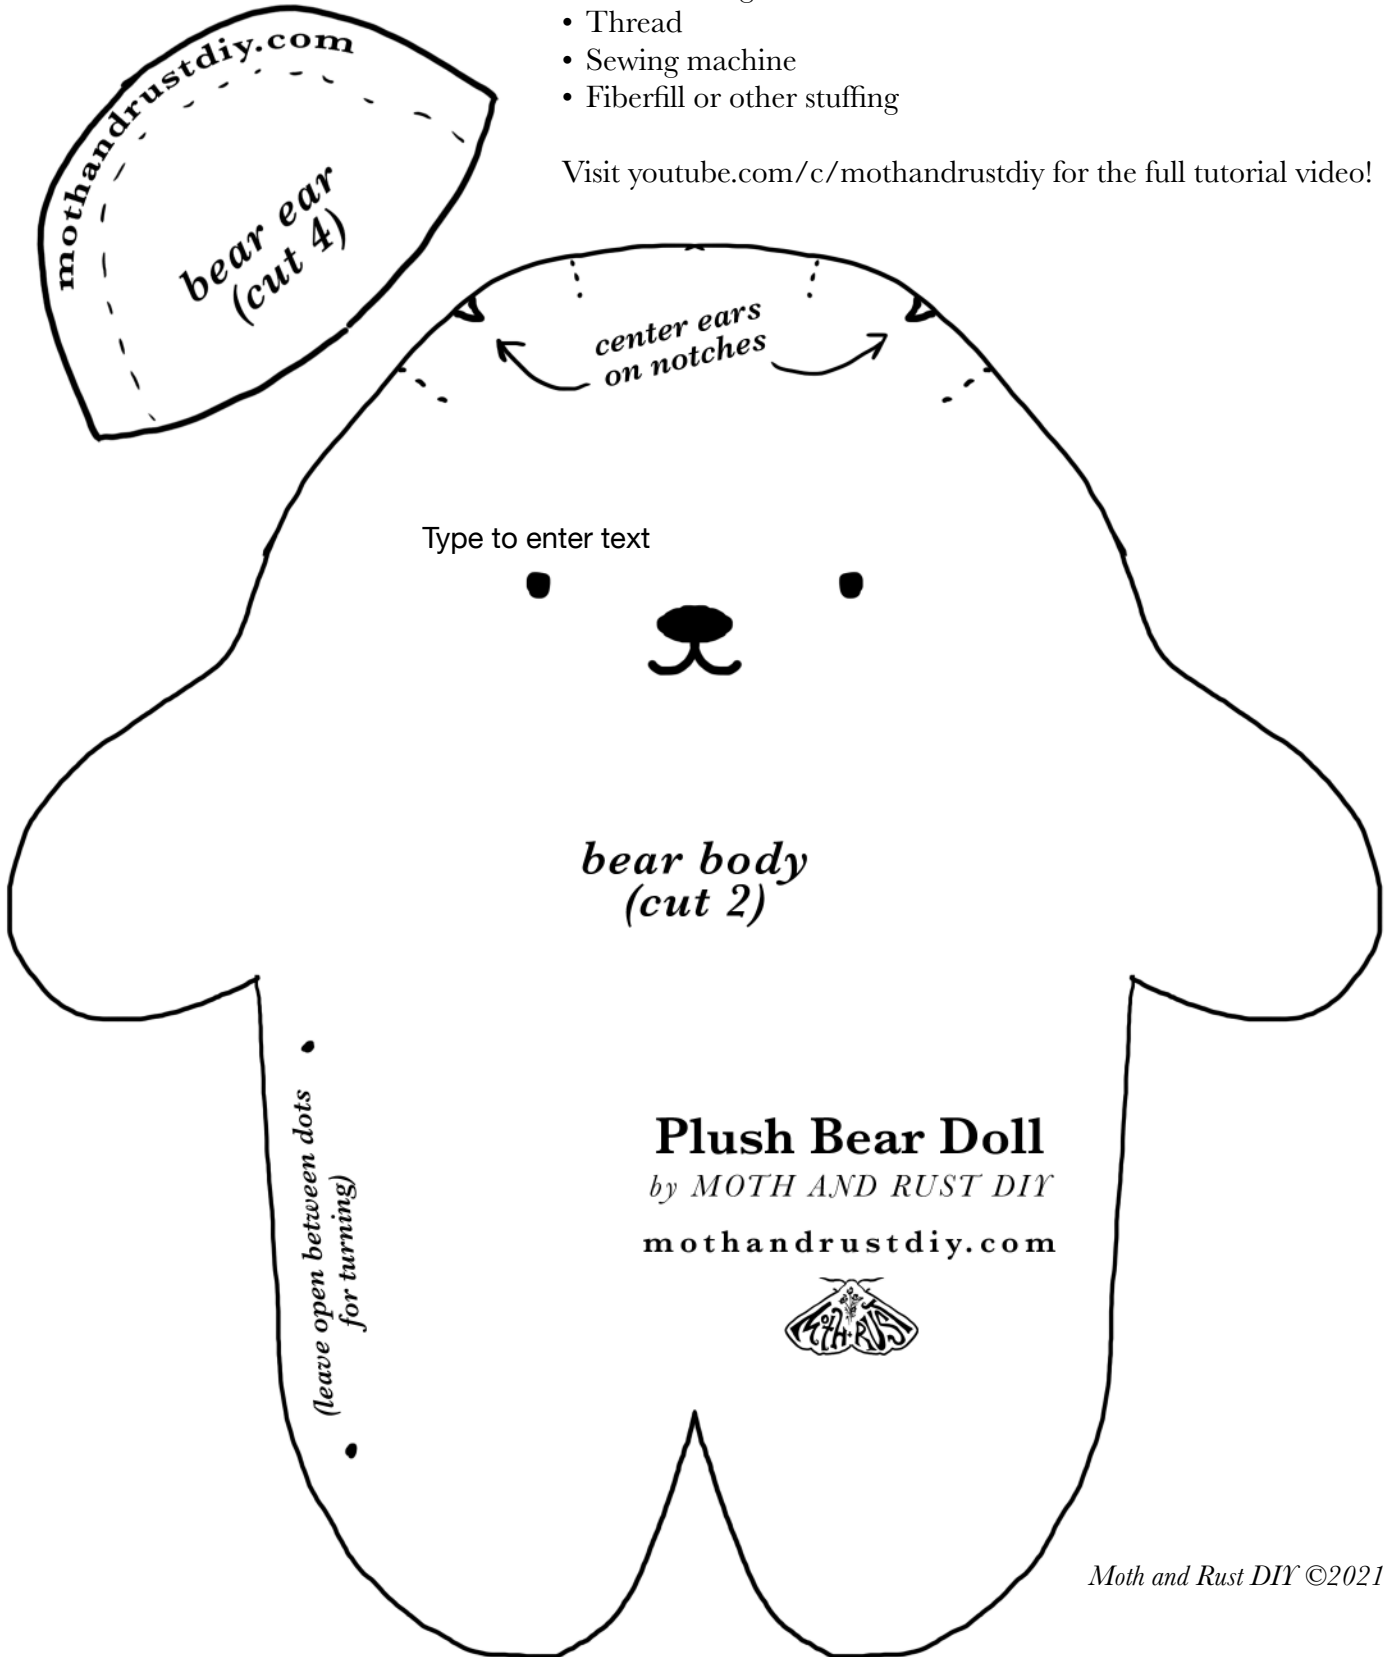 • Thread
• Sewing machine
• Fiberfill or other stuffing
Visit youtube.com/c/mothandrustdiy for the full tutorial video!
mothandrustdiy.com
bear ear
(cut 4)
center ears
on notches
Type to enter text
bear body
(cut 2)
(leave open between dots
for turning)
Plush Bear Doll
by MOTH AND RUST DIY
mothandrustdiy.com
MOTH + RUST
Moth and Rust DIY ©2021